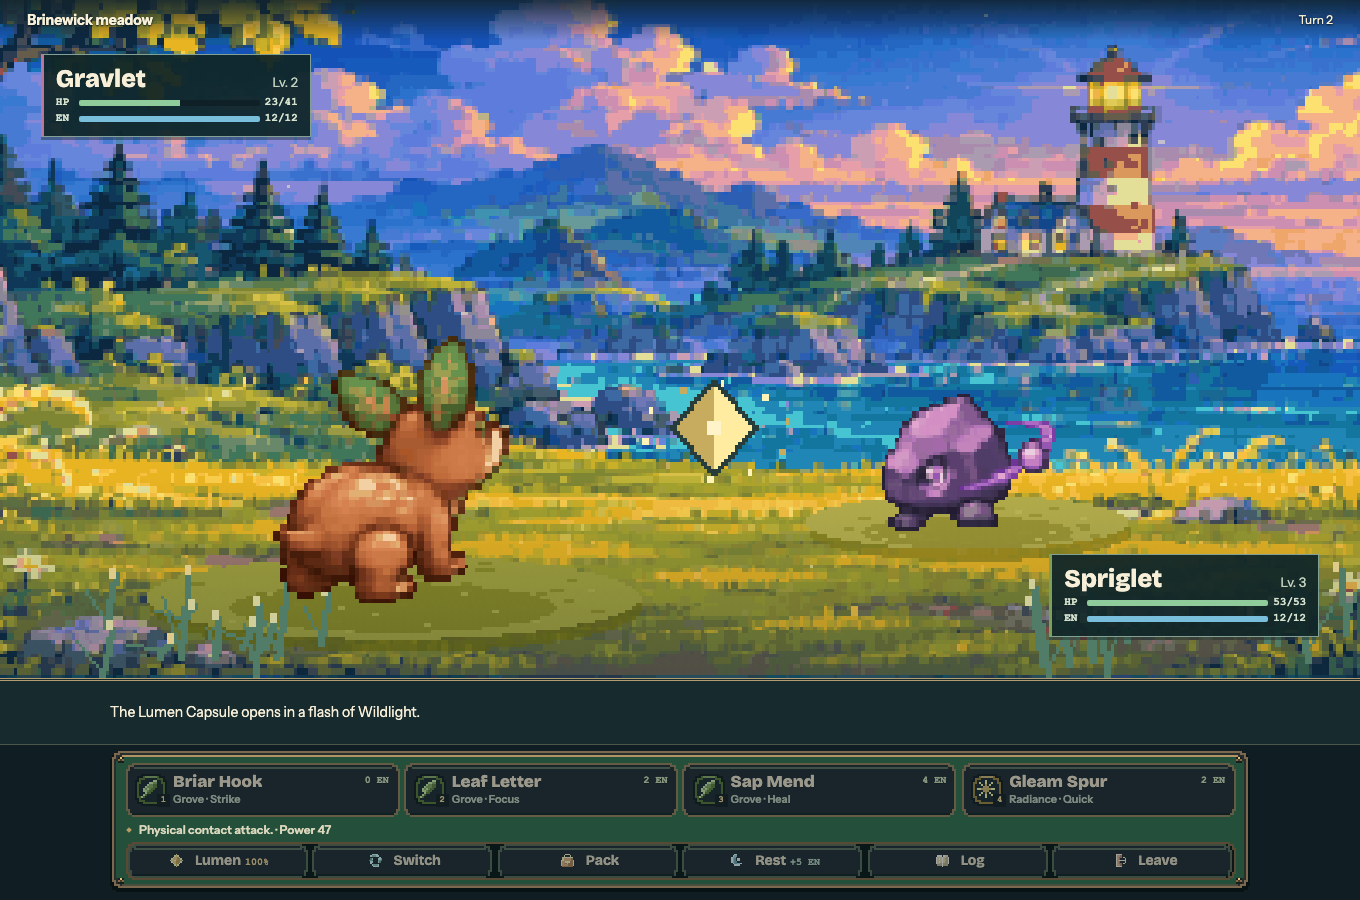 Brinewick meadow
Turn 2
Gravlet Lv. 2
HP 23/41
EN 12/12
Spriglet Lv. 3
HP 53/53
EN 12/12
The Lumen Capsule opens in a flash of Wildlight.
Briar Hook 0 EN
1 Grove·Strike
Leaf Letter 2 EN
2 Grove·Focus
Sap Mend 4 EN
3 Grove·Heal
Gleam Spur 2 EN
4 Radiance·Quick
Physical contact attack.·Power 47
Lumen 100%
Switch
Pack
Rest +5 EN
Log
Leave